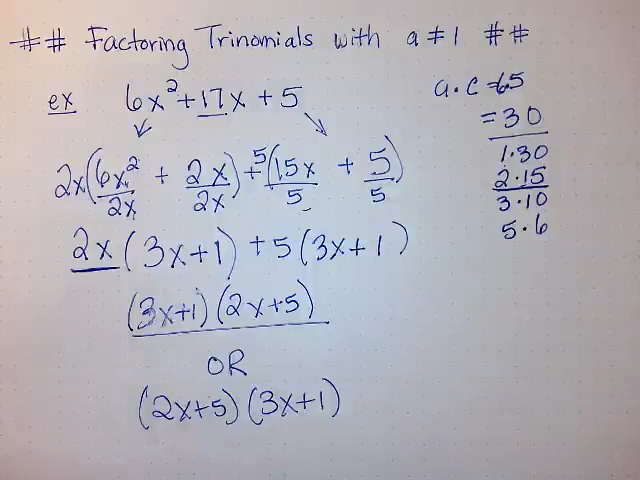 ## Factoring Trinomials with a ≠ 1 ##
ex 6x² + 17x + 5
a·c = 6·5
= 30
1·30
2·15
3·10
5·6
2x(6x²/2x + 2x/2x) + 5(15x/5 + 5/5)
2x(3x+1) + 5(3x+1)
(3x+1)(2x+5)
OR
(2x+5)(3x+1)